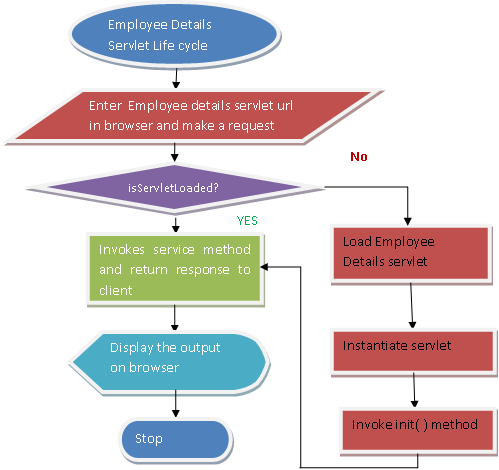 Employee Details
Servlet Life cycle
Enter Employee details servlet url
in browser and make a request
No
isServletLoaded?
YES
Invokes service method
and return response to
client
Load Employee
Details servlet
Display the output
on browser
Instantiate servlet
Invoke init( ) method
Stop